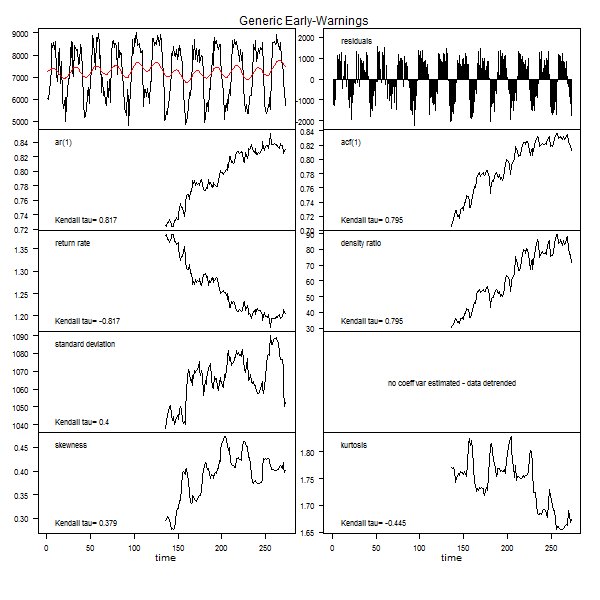 Generic Early-Warnings
9000
8000
7000
6000
5000
residuals
2000
1000
0
-2000
ar(1)
0.84
0.82
0.80
0.78
0.76
0.74
0.72
Kendall tau= 0.817
acf(1)
0.84
0.82
0.80
0.78
0.76
0.74
0.72
0.70
Kendall tau= 0.795
return rate
1.35
1.30
1.25
1.20
Kendall tau= -0.817
density ratio
90
80
70
60
50
40
30
Kendall tau= 0.795
standard deviation
1090
1080
1070
1060
1050
1040
Kendall tau= 0.4
no coeff var estimated - data detrended
skewness
0.45
0.40
0.35
0.30
Kendall tau= 0.379
kurtosis
1.80
1.75
1.70
1.65
Kendall tau= -0.445
0 50 100 150 200 250
0 50 100 150 200 250
time
time